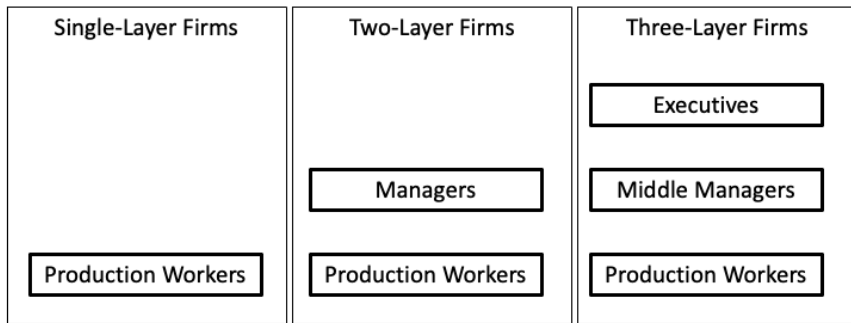 Single-Layer Firms
Production Workers
Two-Layer Firms
Managers
Production Workers
Three-Layer Firms
Executives
Middle Managers
Production Workers